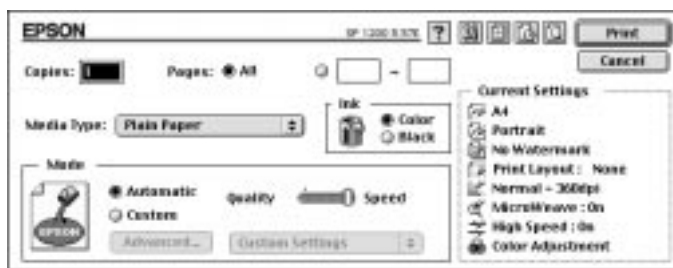 EPSON
?
Print
Copies: 1
Pages: All
-
Cancel
Media Type: Plain Paper
Ink
Color
Black
Mode
Automatic
Custom
Quality
Speed
Advanced...
Custom Settings
EPSON
Current Settings
A4
Portrait
No Watermark
Print Layout : None
Normal - 360dpi
MicroWeave : On
High Speed : On
Color Adjustment